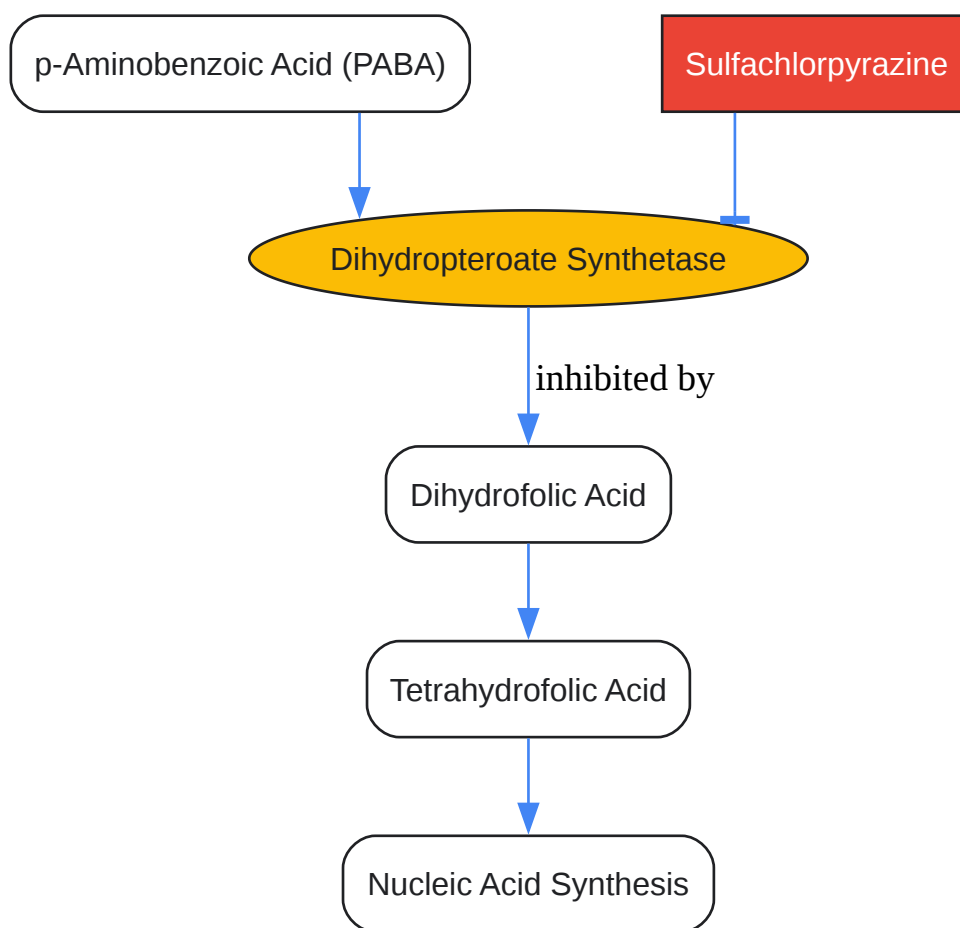 p-Aminobenzoic Acid (PABA)
Sulfachlorpyrazine
Dihydropteroate Synthetase
inhibited by
Dihydrofolic Acid
Tetrahydrofolic Acid
Nucleic Acid Synthesis